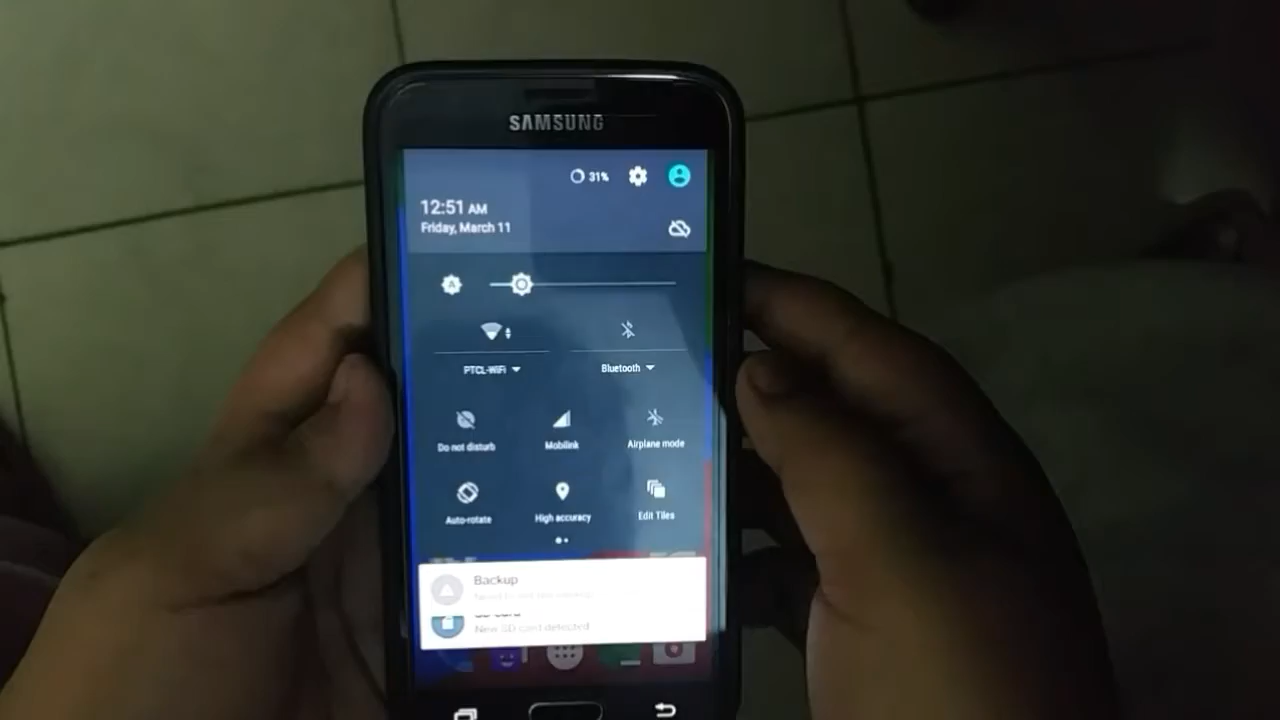 SAMSUNG
31%
12:51 AM
Friday, March 11
A
PTCL-WiFi
Bluetooth
Do not disturb
Mobilink
Airplane mode
Auto-rotate
High accuracy
Edit Tiles
Backup
New SD card detected